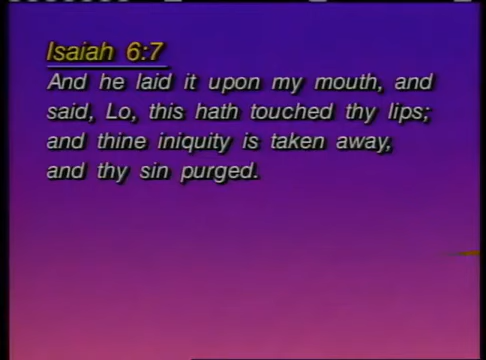 Isaiah 6:7
And he laid it upon my mouth, and
said, Lo, this hath touched thy lips;
and thine iniquity is taken away,
and thy sin purged.